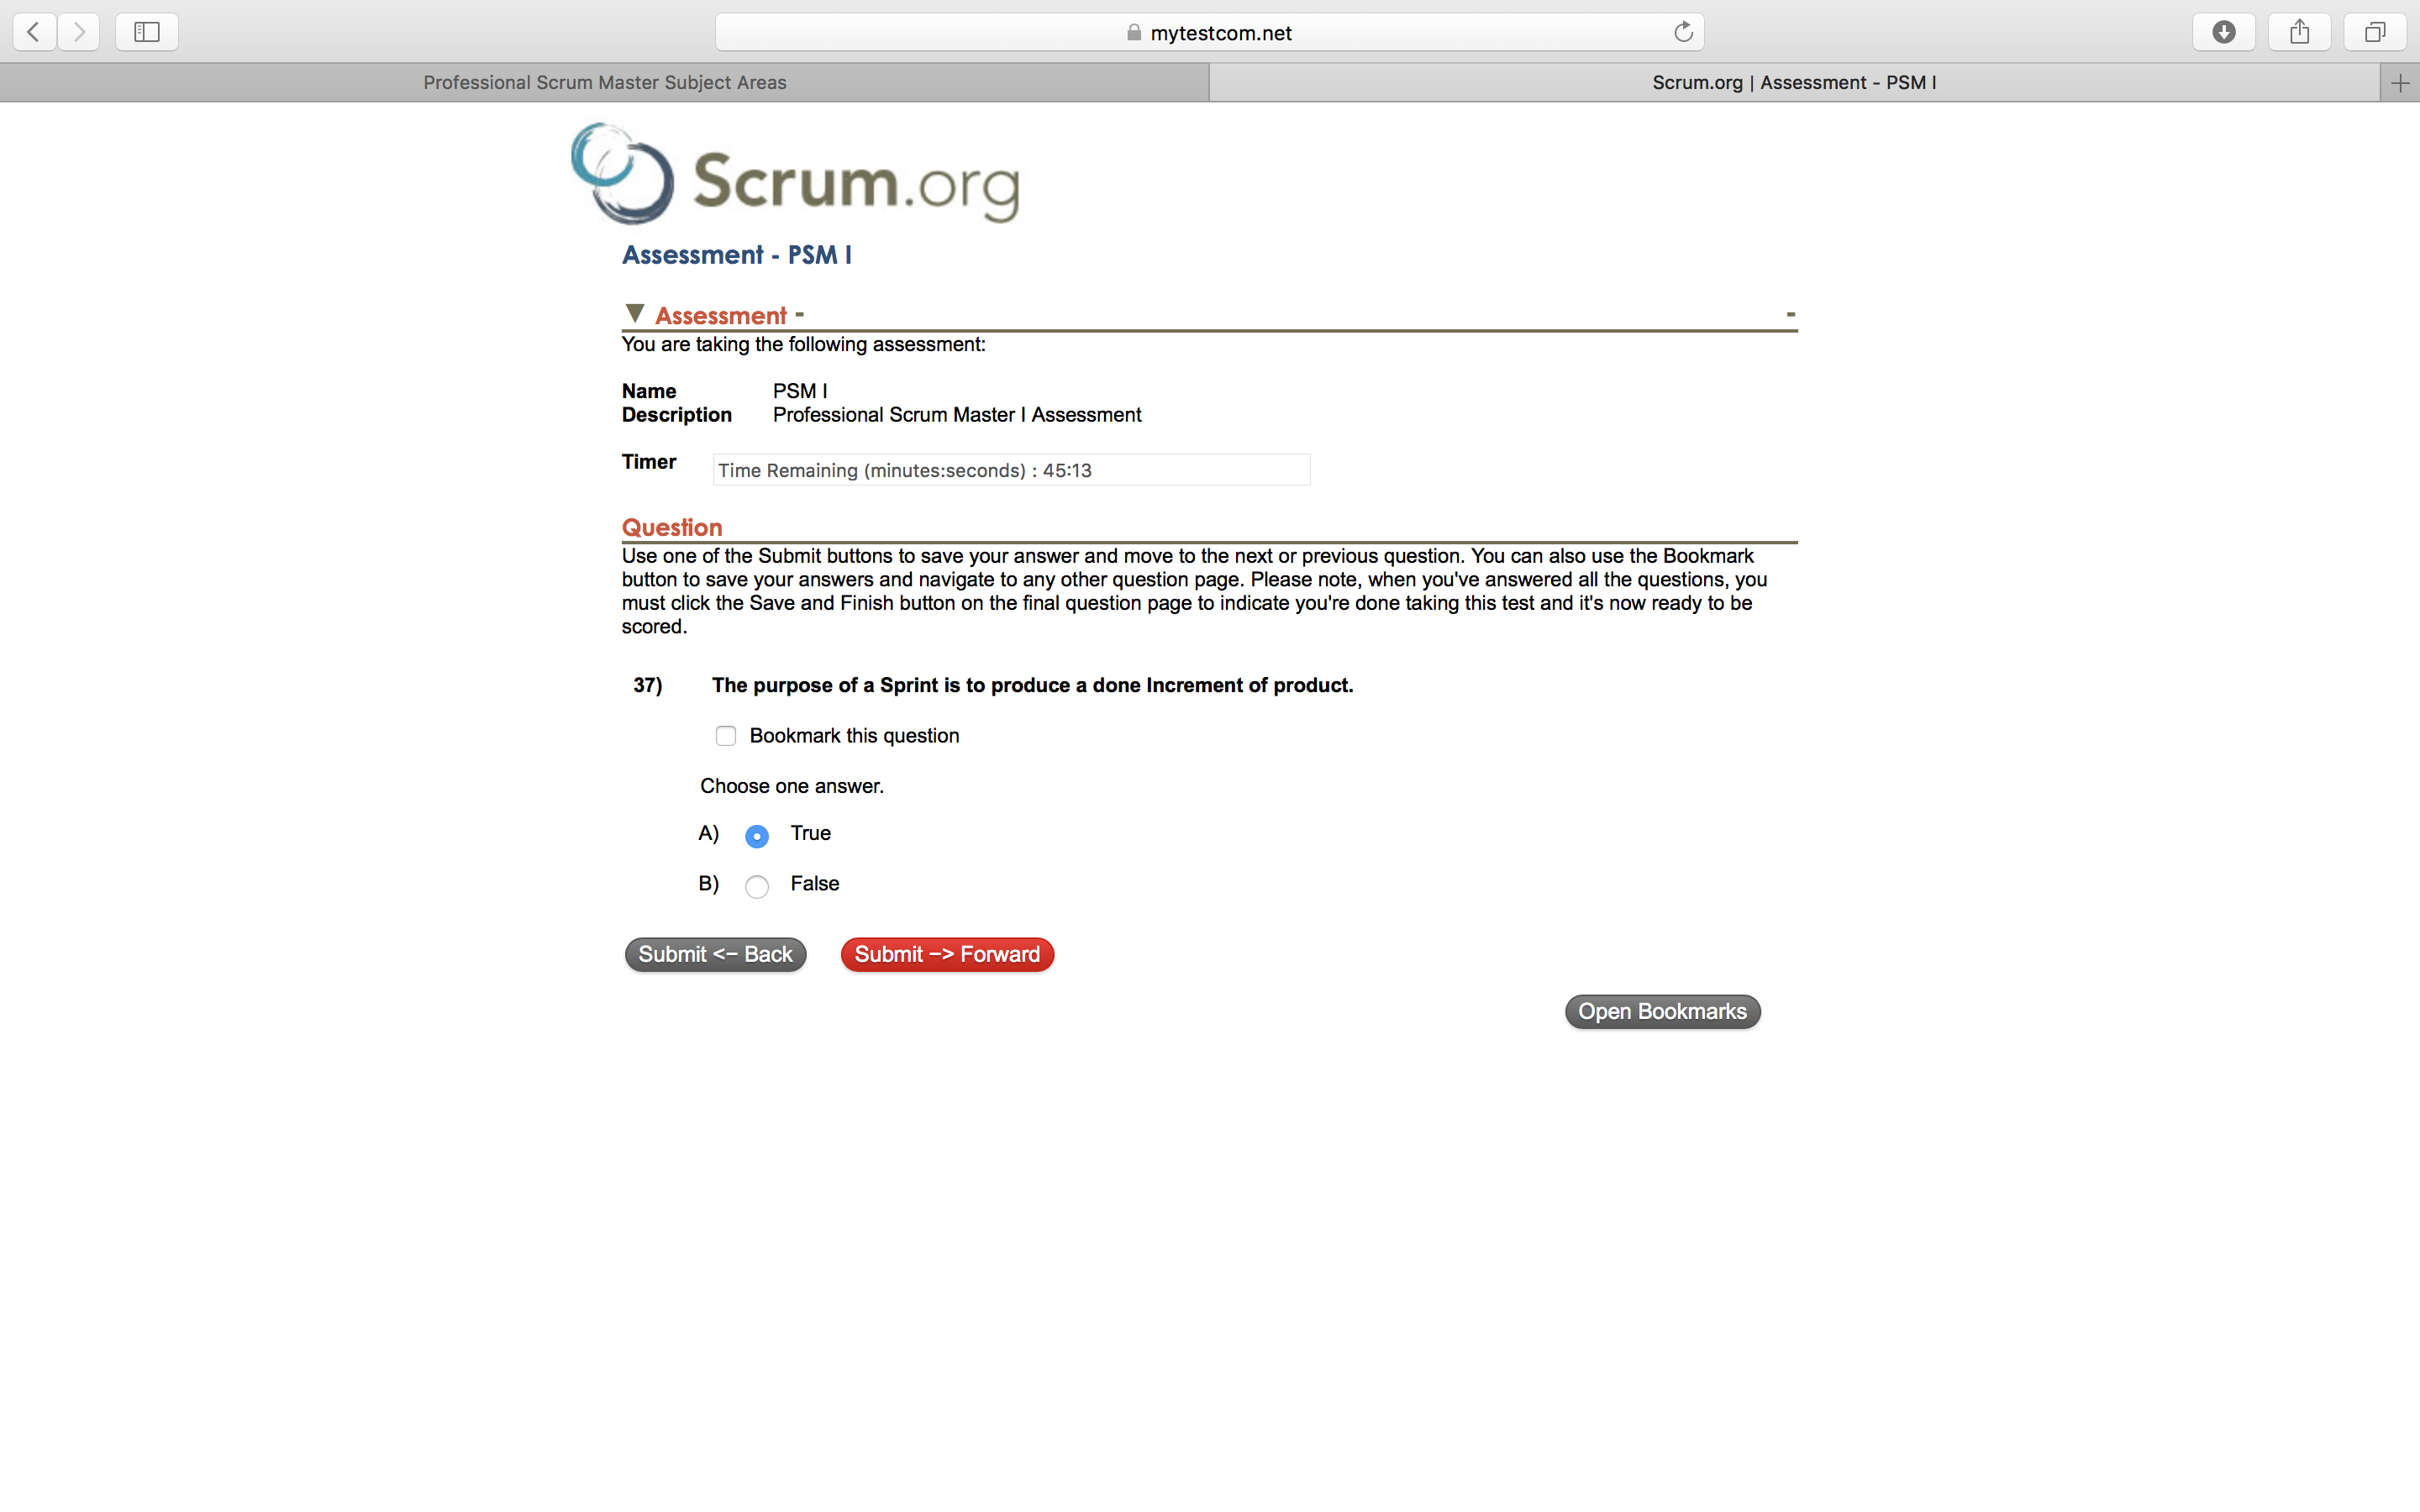 mytestcom.net
Professional Scrum Master Subject Areas
Scrum.org | Assessment - PSM I
Scrum.org
Assessment - PSM I
▼ Assessment - -
You are taking the following assessment:
Name PSM I
Description Professional Scrum Master I Assessment
Timer Time Remaining (minutes:seconds) : 45:13
Question
Use one of the Submit buttons to save your answer and move to the next or previous question. You can also use the Bookmark
button to save your answers and navigate to any other question page. Please note, when you've answered all the questions, you
must click the Save and Finish button on the final question page to indicate you're done taking this test and it's now ready to be
scored.
37) The purpose of a Sprint is to produce a done Increment of product.
Bookmark this question
Choose one answer.
A) True
B) False
Submit <– Back Submit –> Forward
Open Bookmarks